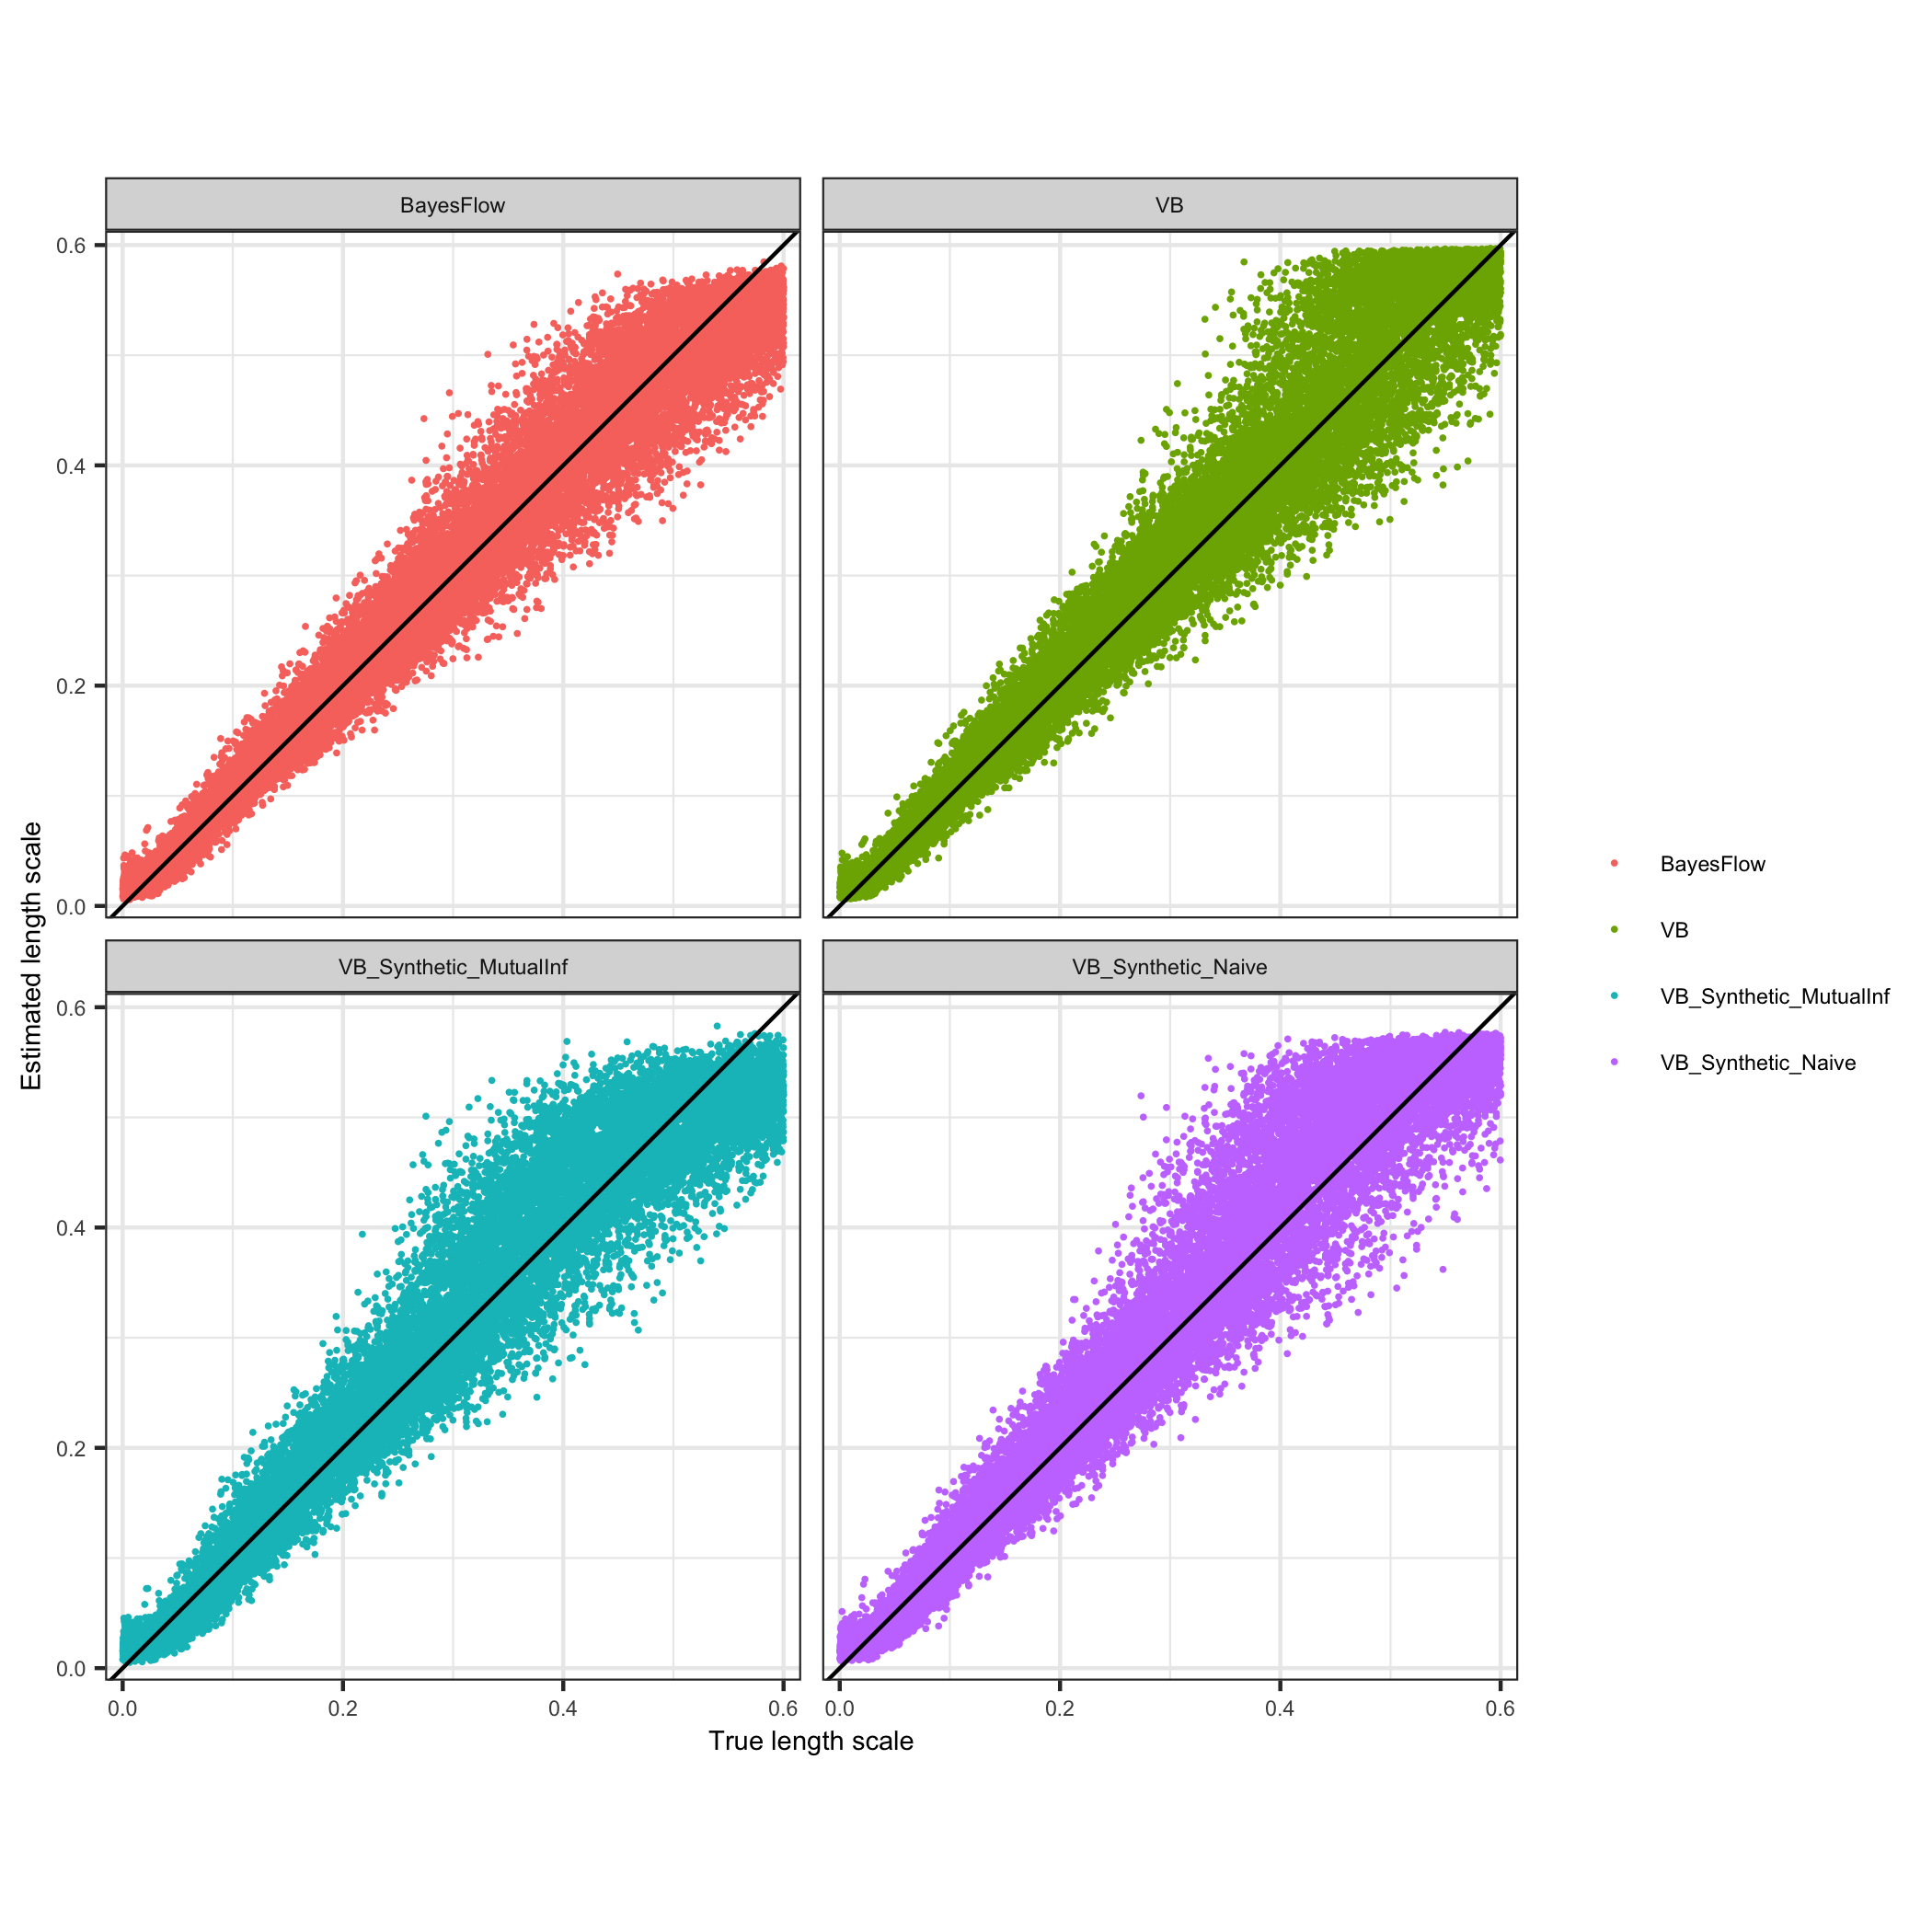 BayesFlow
VB
0.6
0.4
0.2
0.0
VB_Synthetic_MutualInf
VB_Synthetic_Naive
0.6
0.4
0.2
0.0
0.0 0.2 0.4 0.6
0.0 0.2 0.4 0.6
True length scale
Estimated length scale
BayesFlow
VB
VB_Synthetic_MutualInf
VB_Synthetic_Naive